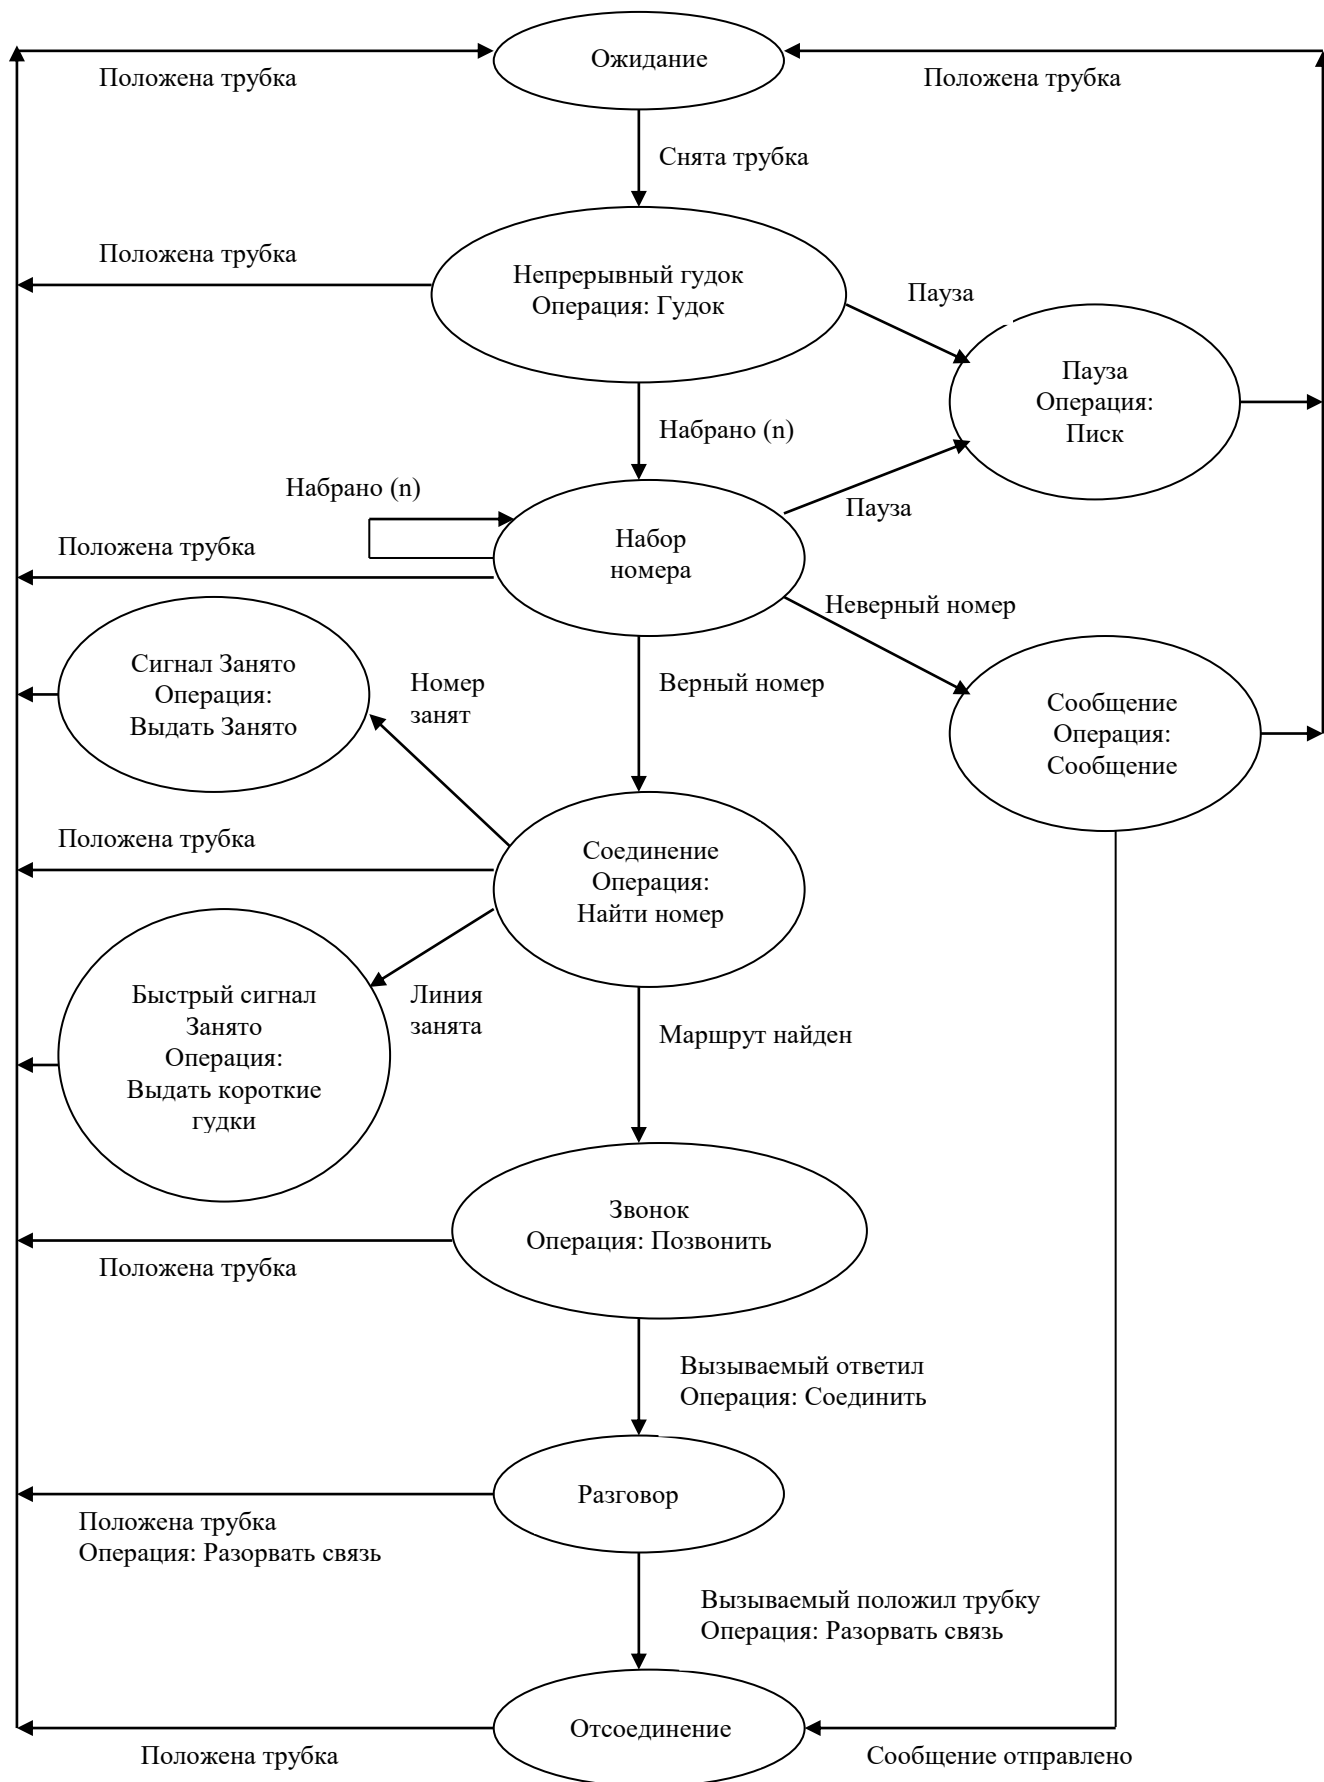 Ожидание
Положена трубка
Положена трубка
Снята трубка
Положена трубка
Непрерывный гудок
Операция: Гудок
Пауза
Пауза
Операция:
Писк
Набрано (n)
Набрано (n)
Пауза
Положена трубка
Набор
номера
Неверный номер
Сигнал Занято
Операция:
Выдать Занято
Номер
занят
Верный номер
Сообщение
Операция:
Сообщение
Положена трубка
Соединение
Операция:
Найти номер
Быстрый сигнал
Занято
Операция:
Выдать короткие
гудки
Линия
занята
Маршрут найден
Звонок
Операция: Позвонить
Положена трубка
Вызываемый ответил
Операция: Соединить
Разговор
Положена трубка
Операция: Разорвать связь
Вызываемый положил трубку
Операция: Разорвать связь
Отсоединение
Положена трубка
Сообщение отправлено